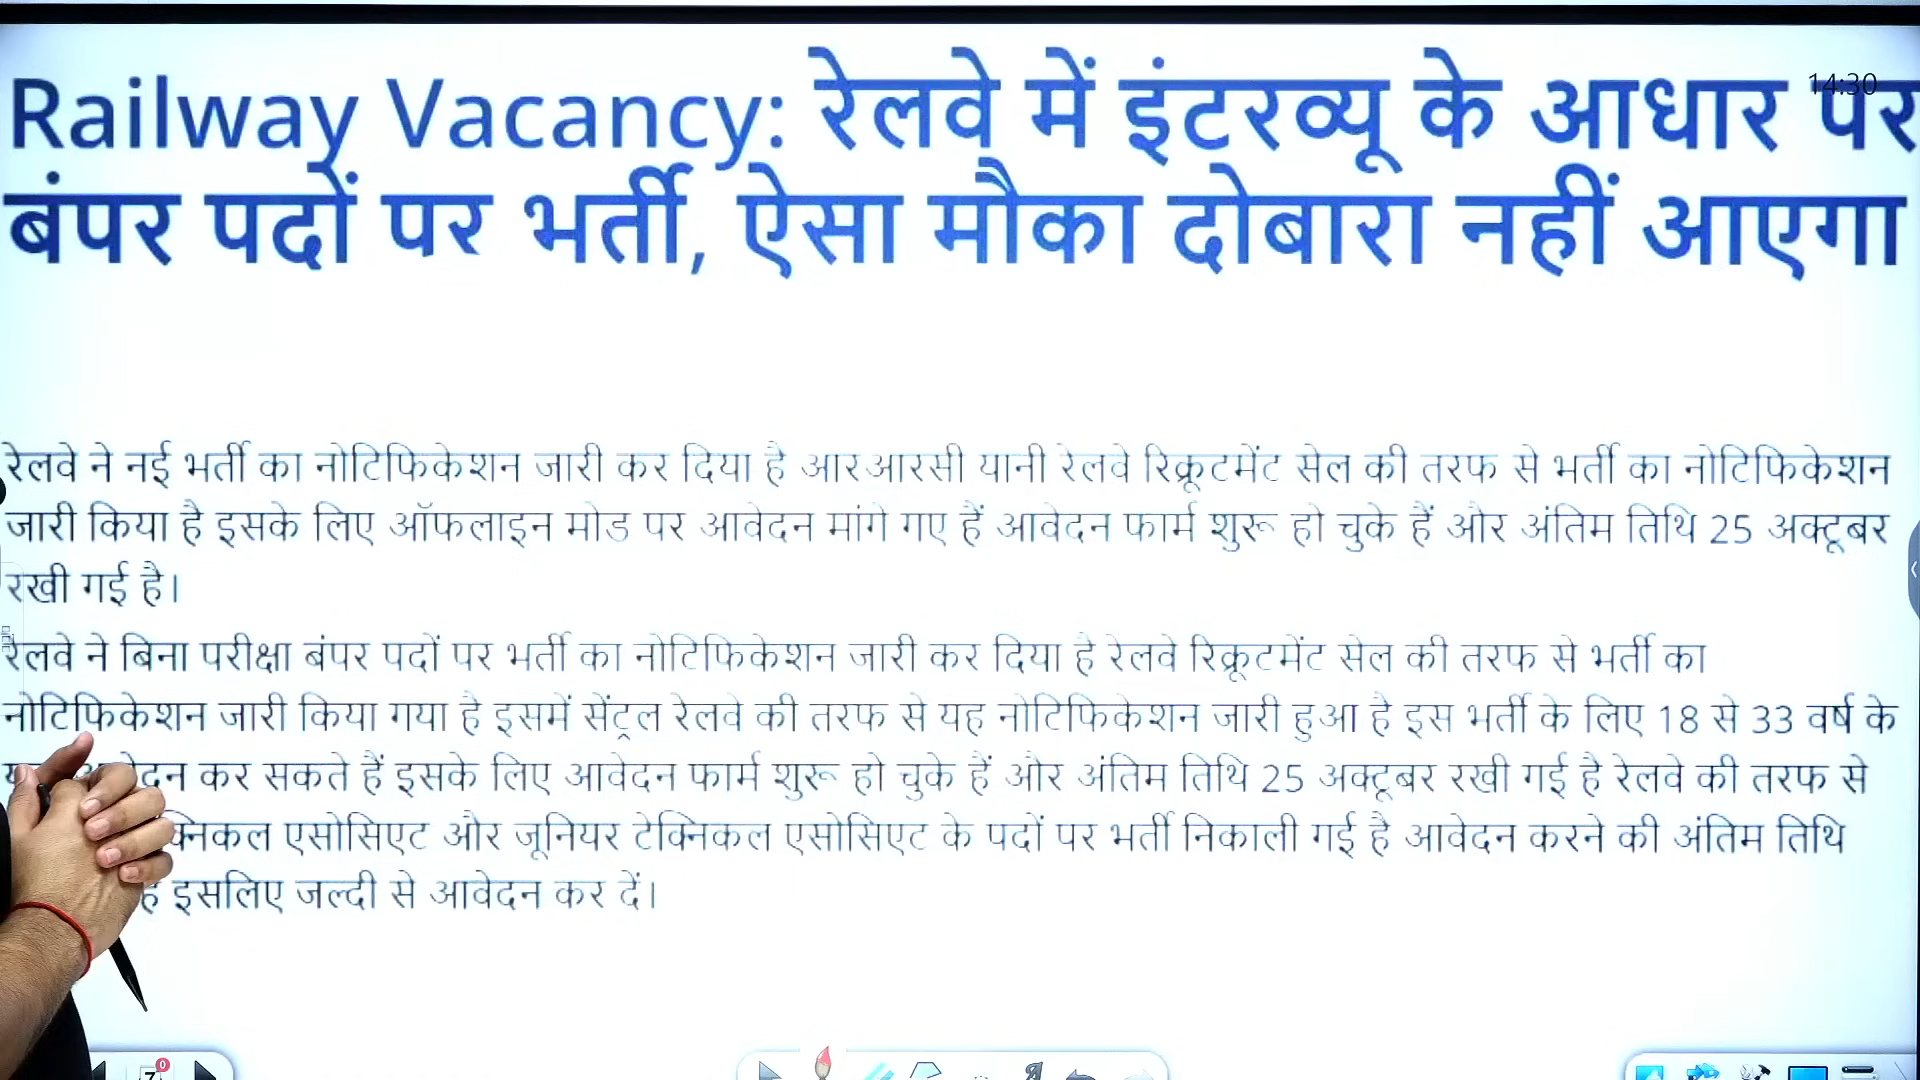 14:30
Railway Vacancy: रेलवे में इंटरव्यू के आधार पर
बंपर पदों पर भर्ती, ऐसा मौका दोबारा नहीं आएगा
रेलवे ने नई भर्ती का नोटिफिकेशन जारी कर दिया है आरआरसी यानी रेलवे रिक्रूटमेंट सेल की तरफ से भर्ती का नोटिफिकेशन
जारी किया है इसके लिए ऑफलाइन मोड पर आवेदन मांगे गए हैं आवेदन फार्म शुरू हो चुके हैं और अंतिम तिथि 25 अक्टूबर
रखी गई है।
रेलवे ने बिना परीक्षा बंपर पदों पर भर्ती का नोटिफिकेशन जारी कर दिया है रेलवे रिक्रूटमेंट सेल की तरफ से भर्ती का
नोटिफिकेशन जारी किया गया है इसमें सेंट्रल रेलवे की तरफ से यह नोटिफिकेशन जारी हुआ है इस भर्ती के लिए 18 से 33 वर्ष के
कर सकते हैं इसके लिए आवेदन फार्म शुरू हो चुके हैं और अंतिम तिथि 25 अक्टूबर रखी गई है रेलवे की तरफ से
एसोसिएट और जूनियर टेक्निकल एसोसिएट के पदों पर भर्ती निकाली गई है आवेदन करने की अंतिम तिथि
इसलिए जल्दी से आवेदन कर दें।